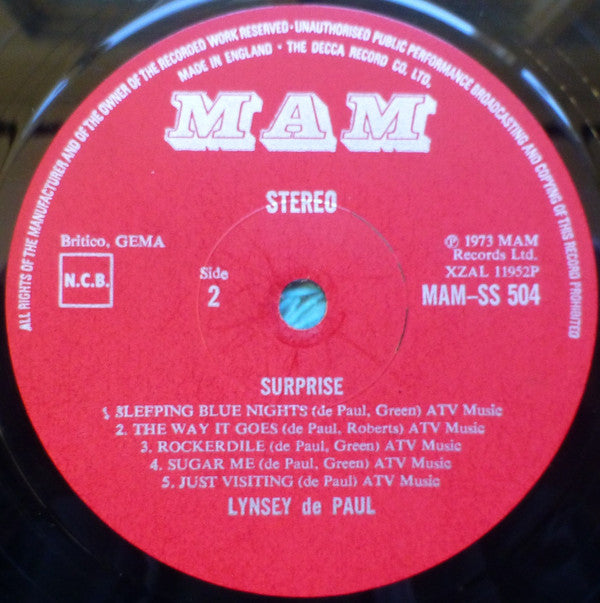 ALL RIGHTS OF THE MANUFACTURER AND OF THE OWNER OF THE RECORDED WORK RESERVED · UNAUTHORISED PUBLIC PERFORMANCE BROADCASTING AND COPYING OF THIS RECORD PROHIBITED
MADE IN ENGLAND · THE DECCA RECORD CO. LTD.
MAM
STEREO
Britico, GEMA
N.C.B.
Side
2
℗ 1973 MAM
Records Ltd.
XZAL 11952P
MAM-SS 504
SURPRISE
1. SLEEPING BLUE NIGHTS (de Paul, Green) ATV Music
2. THE WAY IT GOES (de Paul, Roberts) ATV Music
3. ROCKERDILE (de Paul, Green) ATV Music
4. SUGAR ME (de Paul, Green) ATV Music
5. JUST VISITING (de Paul) ATV Music
LYNSEY de PAUL